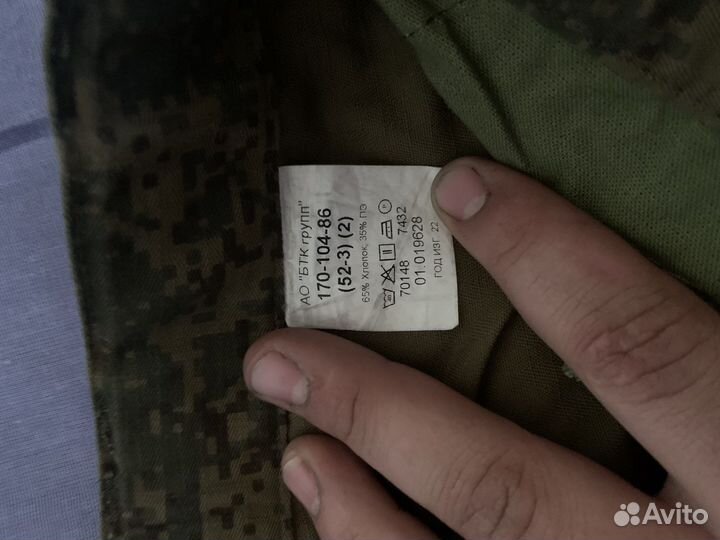 АО "БТК групп"
170-104-86
(52-3) (2)
65% Хлопок, 35% ПЭ
70148 7432
01.019628
ГОД ИЗГ. 22
Avito